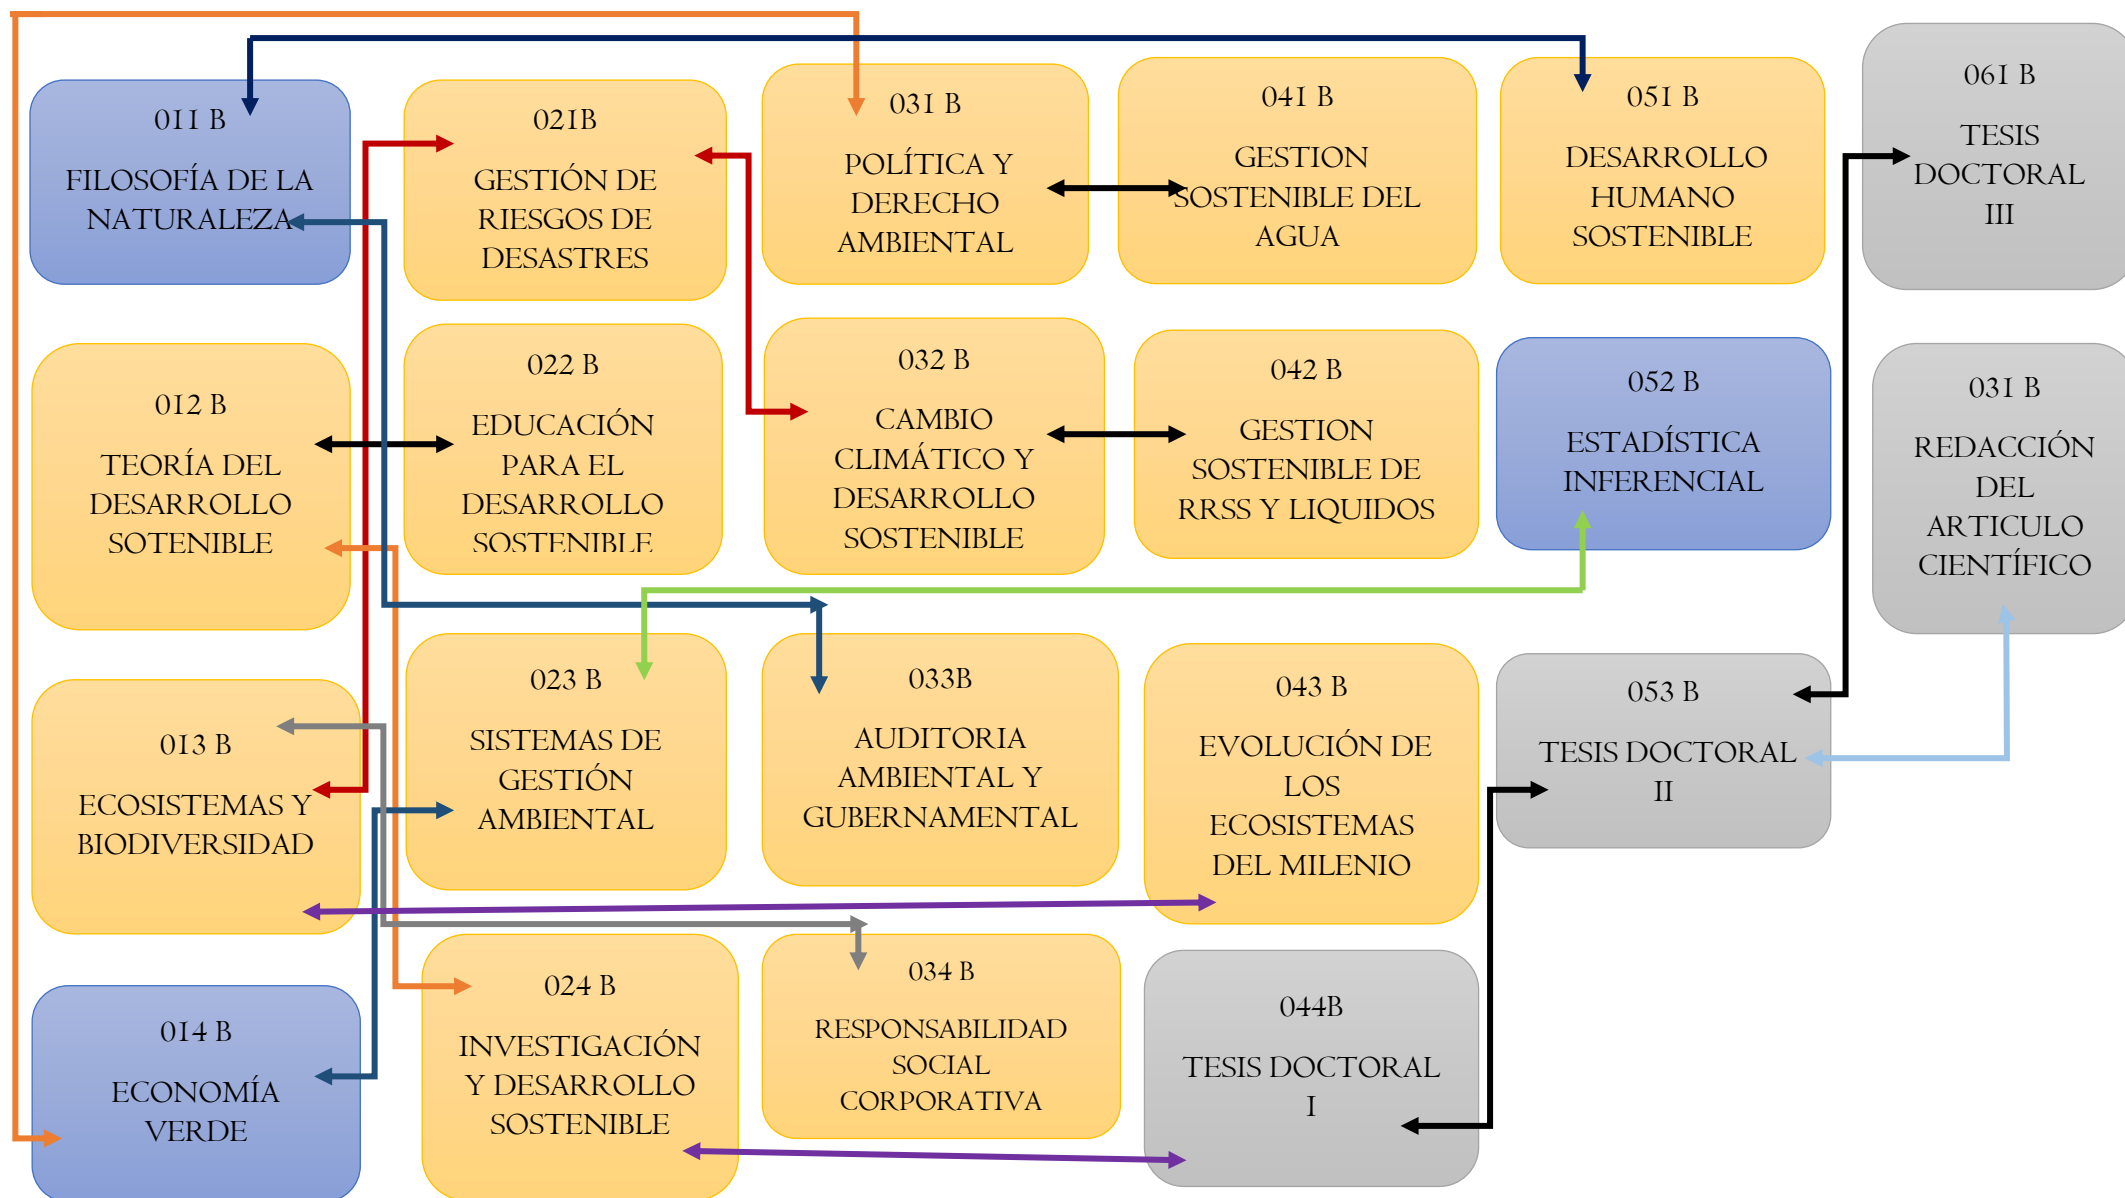 011 B
FILOSOFÍA DE LA
NATURALEZA
021B
GESTIÓN DE
RIESGOS DE
DESASTRES
031 B
POLÍTICA Y
DERECHO
AMBIENTAL
041 B
GESTION
SOSTENIBLE DEL
AGUA
051 B
DESARROLLO
HUMANO
SOSTENIBLE
061 B
TESIS
DOCTORAL
III
012 B
TEORÍA DEL
DESARROLLO
SOTENIBLE
022 B
EDUCACIÓN
PARA EL
DESARROLLO
SOSTENIBLE
032 B
CAMBIO
CLIMÁTICO Y
DESARROLLO
SOSTENIBLE
042 B
GESTION
SOSTENIBLE DE
RRSS Y LIQUIDOS
052 B
ESTADÍSTICA
INFERENCIAL
031 B
REDACCIÓN
DEL
ARTICULO
CIENTÍFICO
013 B
ECOSISTEMAS Y
BIODIVERSIDAD
023 B
SISTEMAS DE
GESTIÓN
AMBIENTAL
033B
AUDITORIA
AMBIENTAL Y
GUBERNAMENTAL
043 B
EVOLUCIÓN DE
LOS
ECOSISTEMAS
DEL MILENIO
053 B
TESIS DOCTORAL
II
014 B
ECONOMÍA
VERDE
024 B
INVESTIGACIÓN
Y DESARROLLO
SOSTENIBLE
034 B
RESPONSABILIDAD
SOCIAL
CORPORATIVA
044B
TESIS DOCTORAL
I